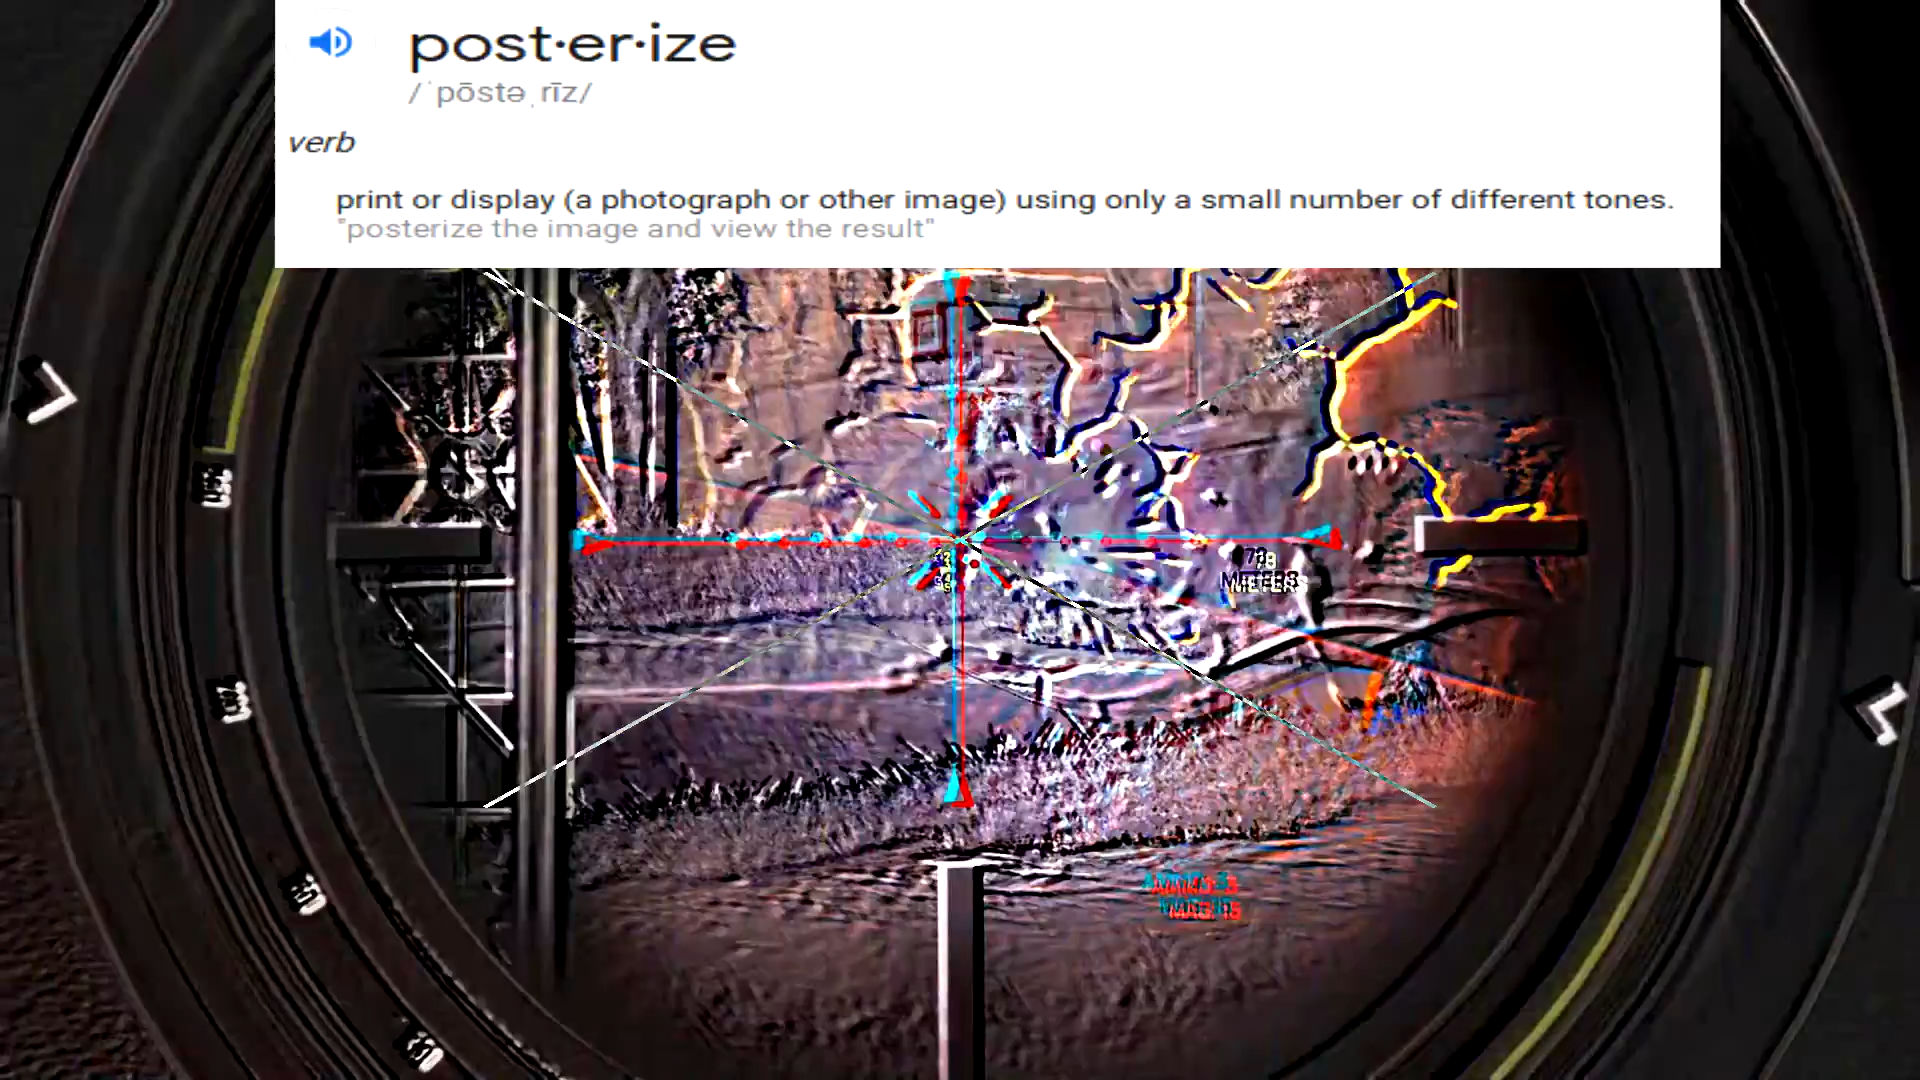 post·er·ize
/ˈpōstəˌrīz/
verb
print or display (a photograph or other image) using only a small number of different tones.
"posterize the image and view the result"
78
METERS